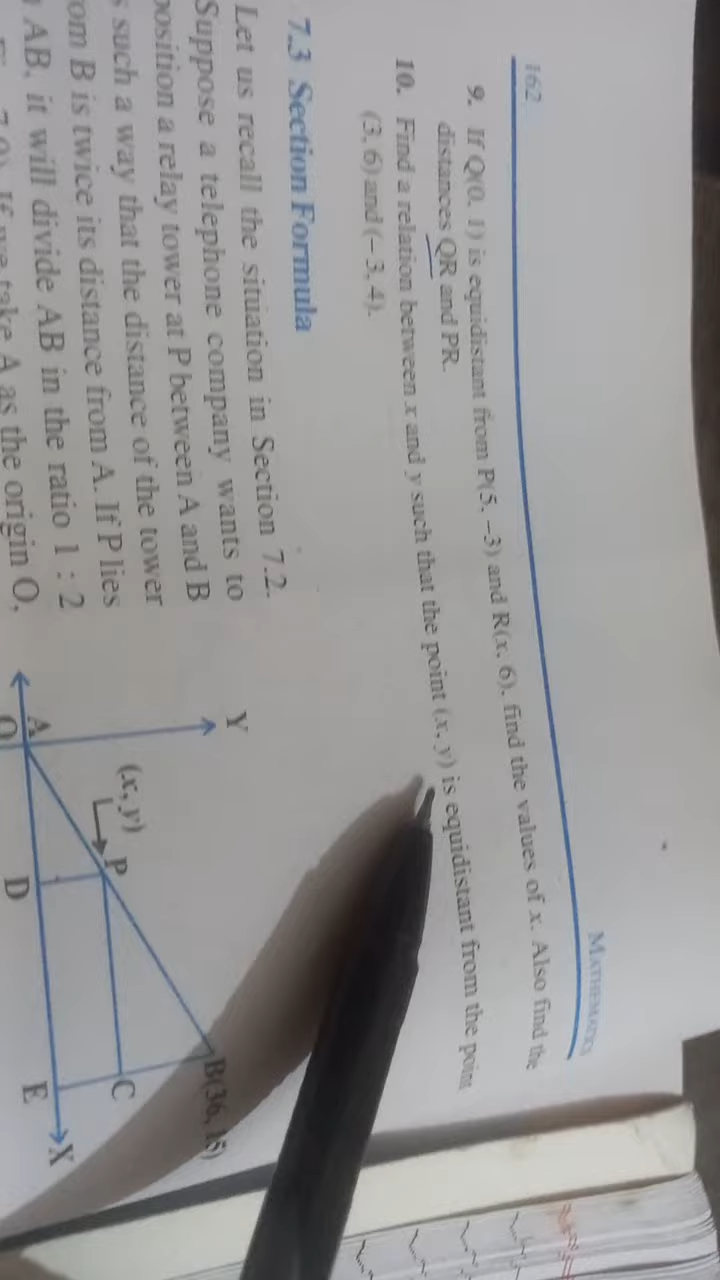 162
MATHEMATICS
9. If Q(0, 1) is equidistant from P(5, –3) and R(x, 6), find the values of x. Also find the
distances QR and PR.
10. Find a relation between x and y such that the point (x, y) is equidistant from the point
(3, 6) and (– 3, 4).
7.3 Section Formula
Let us recall the situation in Section 7.2.
Suppose a telephone company wants to
position a relay tower at P between A and B
such a way that the distance of the tower
om B is twice its distance from A. If P lies
AB, it will divide AB in the ratio 1 : 2
If we take A as the origin O,
Y
(x, y)
P
B(36, 15)
A
C
O
D
E
X